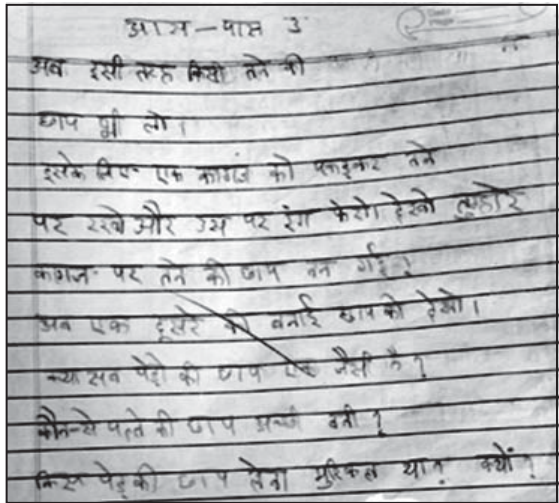 आस-पास 3
अब इसी तरह किसी तने की
छाप भी लो।
इसके लिए एक कागज को पकड़कर तने
पर रखो और उस पर रंग फेरो। देखो तुम्हारे
कागज पर तने की छाप बन गई?
अब एक दूसरे की बनाई छाप को देखो।
क्या सब पेड़ो की छाप एक जैसी है?
कौन-से पत्ते की छाप अच्छी बनी?
किस पेड़ की छाप लेना मुश्किल था? क्यों?